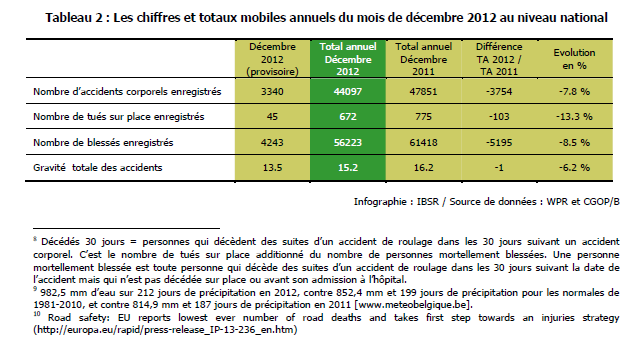 Tableau 2 : Les chiffres et totaux mobiles annuels du mois de décembre 2012 au niveau national
Décembre 2012 (provisoire) Total annuel Décembre 2012 Total annuel Décembre 2011 Différence TA 2012 / TA 2011 Evolution en %
Nombre d'accidents corporels enregistrés 3340 44097 47851 -3754 -7.8 %
Nombre de tués sur place enregistrés 45 672 775 -103 -13.3 %
Nombre de blessés enregistrés 4243 56223 61418 -5195 -8.5 %
Gravité totale des accidents 13.5 15.2 16.2 -1 -6.2 %
Infographie : IBSR / Source de données : WPR et CGOP/B
8 Décédés 30 jours = personnes qui décèdent des suites d'un accident de roulage dans les 30 jours suivant un accident
corporel. C'est le nombre de tués sur place additionné du nombre de personnes mortellement blessées. Une personne
mortellement blessée est toute personne qui décède des suites d'un accident de roulage dans les 30 jours suivant la date de
l'accident mais qui n'est pas décédée sur place ou avant son admission à l'hôpital.
9 982,5 mm d'eau sur 212 jours de précipitation en 2012, contre 852,4 mm et 199 jours de précipitation pour les normales de
1981-2010, et contre 814,9 mm et 187 jours de précipitation en 2011 [www.meteobelgique.be].
10 Road safety: EU reports lowest ever number of road deaths and takes first step towards an injuries strategy
(http://europa.eu/rapid/press-release_IP-13-236_en.htm)